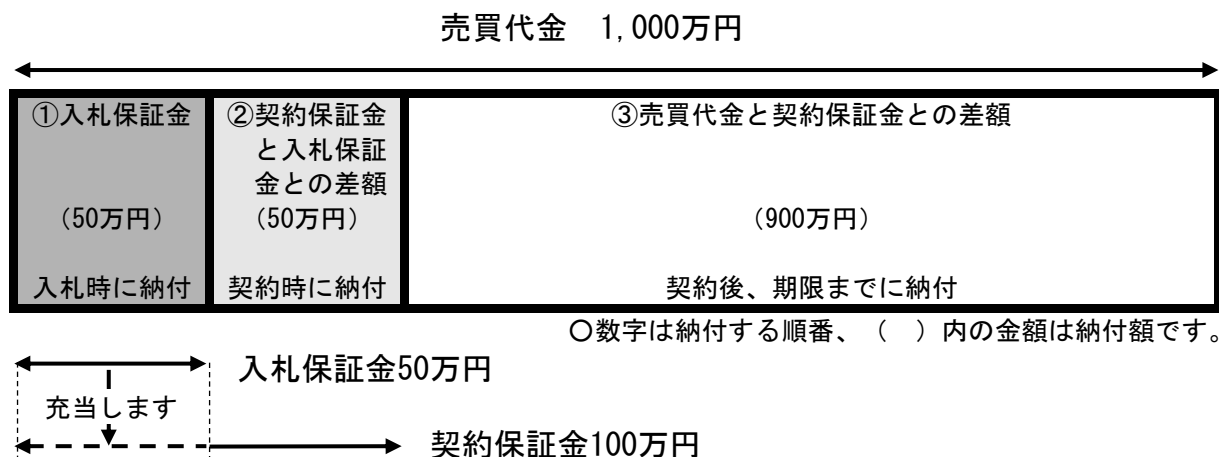 売買代金　1,000万円
①入札保証金
②契約保証金
と入札保証
金との差額
③売買代金と契約保証金との差額
（50万円）
（50万円）
（900万円）
入札時に納付
契約時に納付
契約後、期限までに納付
〇数字は納付する順番、（　）内の金額は納付額です。
入札保証金50万円
充当します
契約保証金100万円